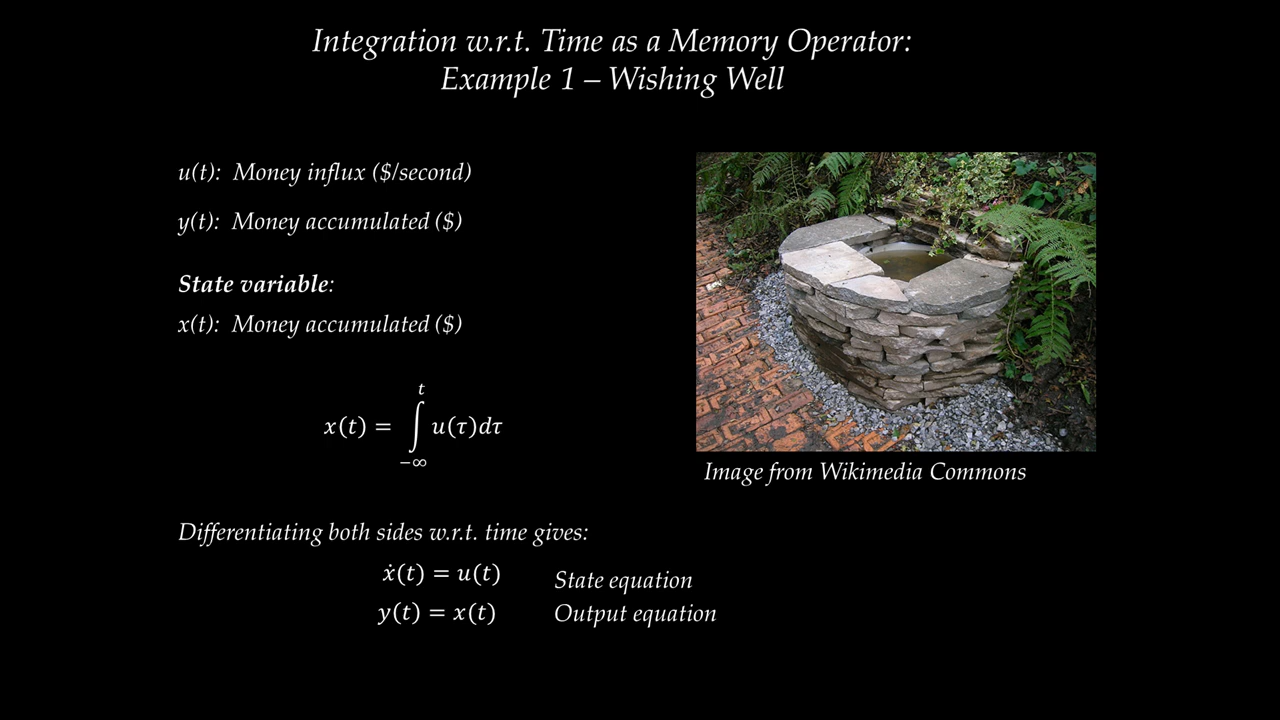 Integration w.r.t. Time as a Memory Operator:
Example 1 – Wishing Well
u(t): Money influx ($/second)
y(t): Money accumulated ($)
State variable:
x(t): Money accumulated ($)
x(t) = ∫_{−∞}^{t} u(τ)dτ
Image from Wikimedia Commons
Differentiating both sides w.r.t. time gives:
ẋ(t) = u(t) State equation
y(t) = x(t) Output equation